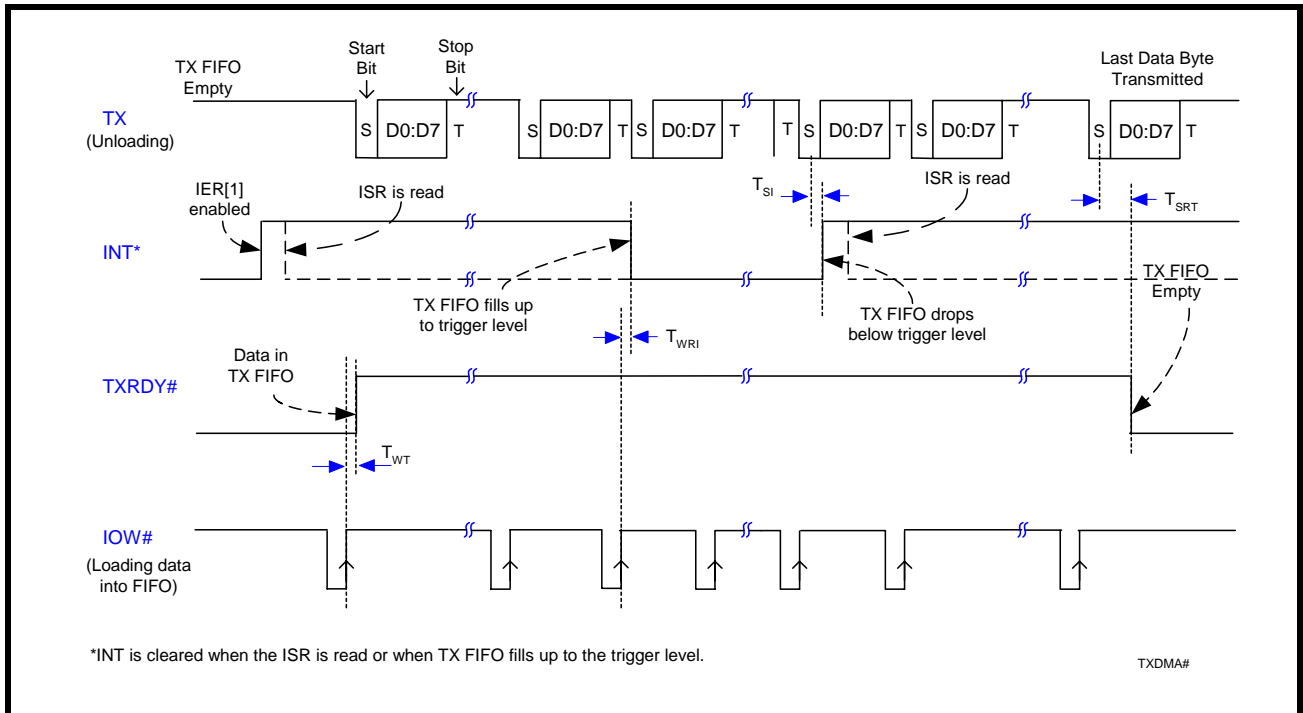 Start
Bit
Stop
Bit
TX FIFO
Empty
Last Data Byte
Transmitted
TX
(Unloading)
S D0:D7 T S D0:D7 T S D0:D7 T T S D0:D7 T S D0:D7 T S D0:D7 T
IER[1]
enabled
ISR is read
TSI
ISR is read
TSRT
INT*
TX FIFO fills up
to trigger level
TX FIFO drops
below trigger level
TX FIFO
Empty
TWRI
Data in
TX FIFO
TXRDY#
TWT
IOW#
(Loading data
into FIFO)
*INT is cleared when the ISR is read or when TX FIFO fills up to the trigger level.
TXDMA#